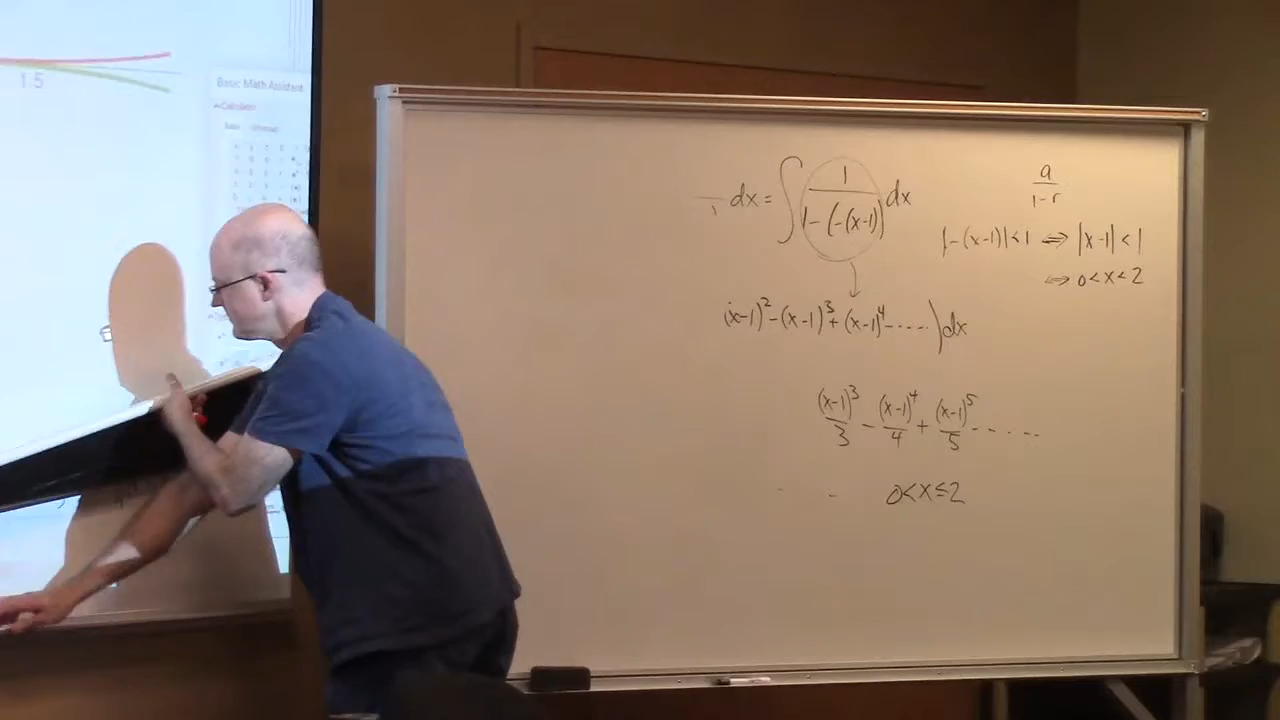 1.5
Basic Math Assistant
dx = ∫ 1/(1-(-(x-1))) dx
a/(1-r)
|-(x-1)|<1 ⟺ |x-1|<1
⟺ 0<x<2
(x-1)^2-(x-1)^3+(x-1)^4-.....)dx
(x-1)^3/3 - (x-1)^4/4 + (x-1)^5/5 - .....
0<x≤2